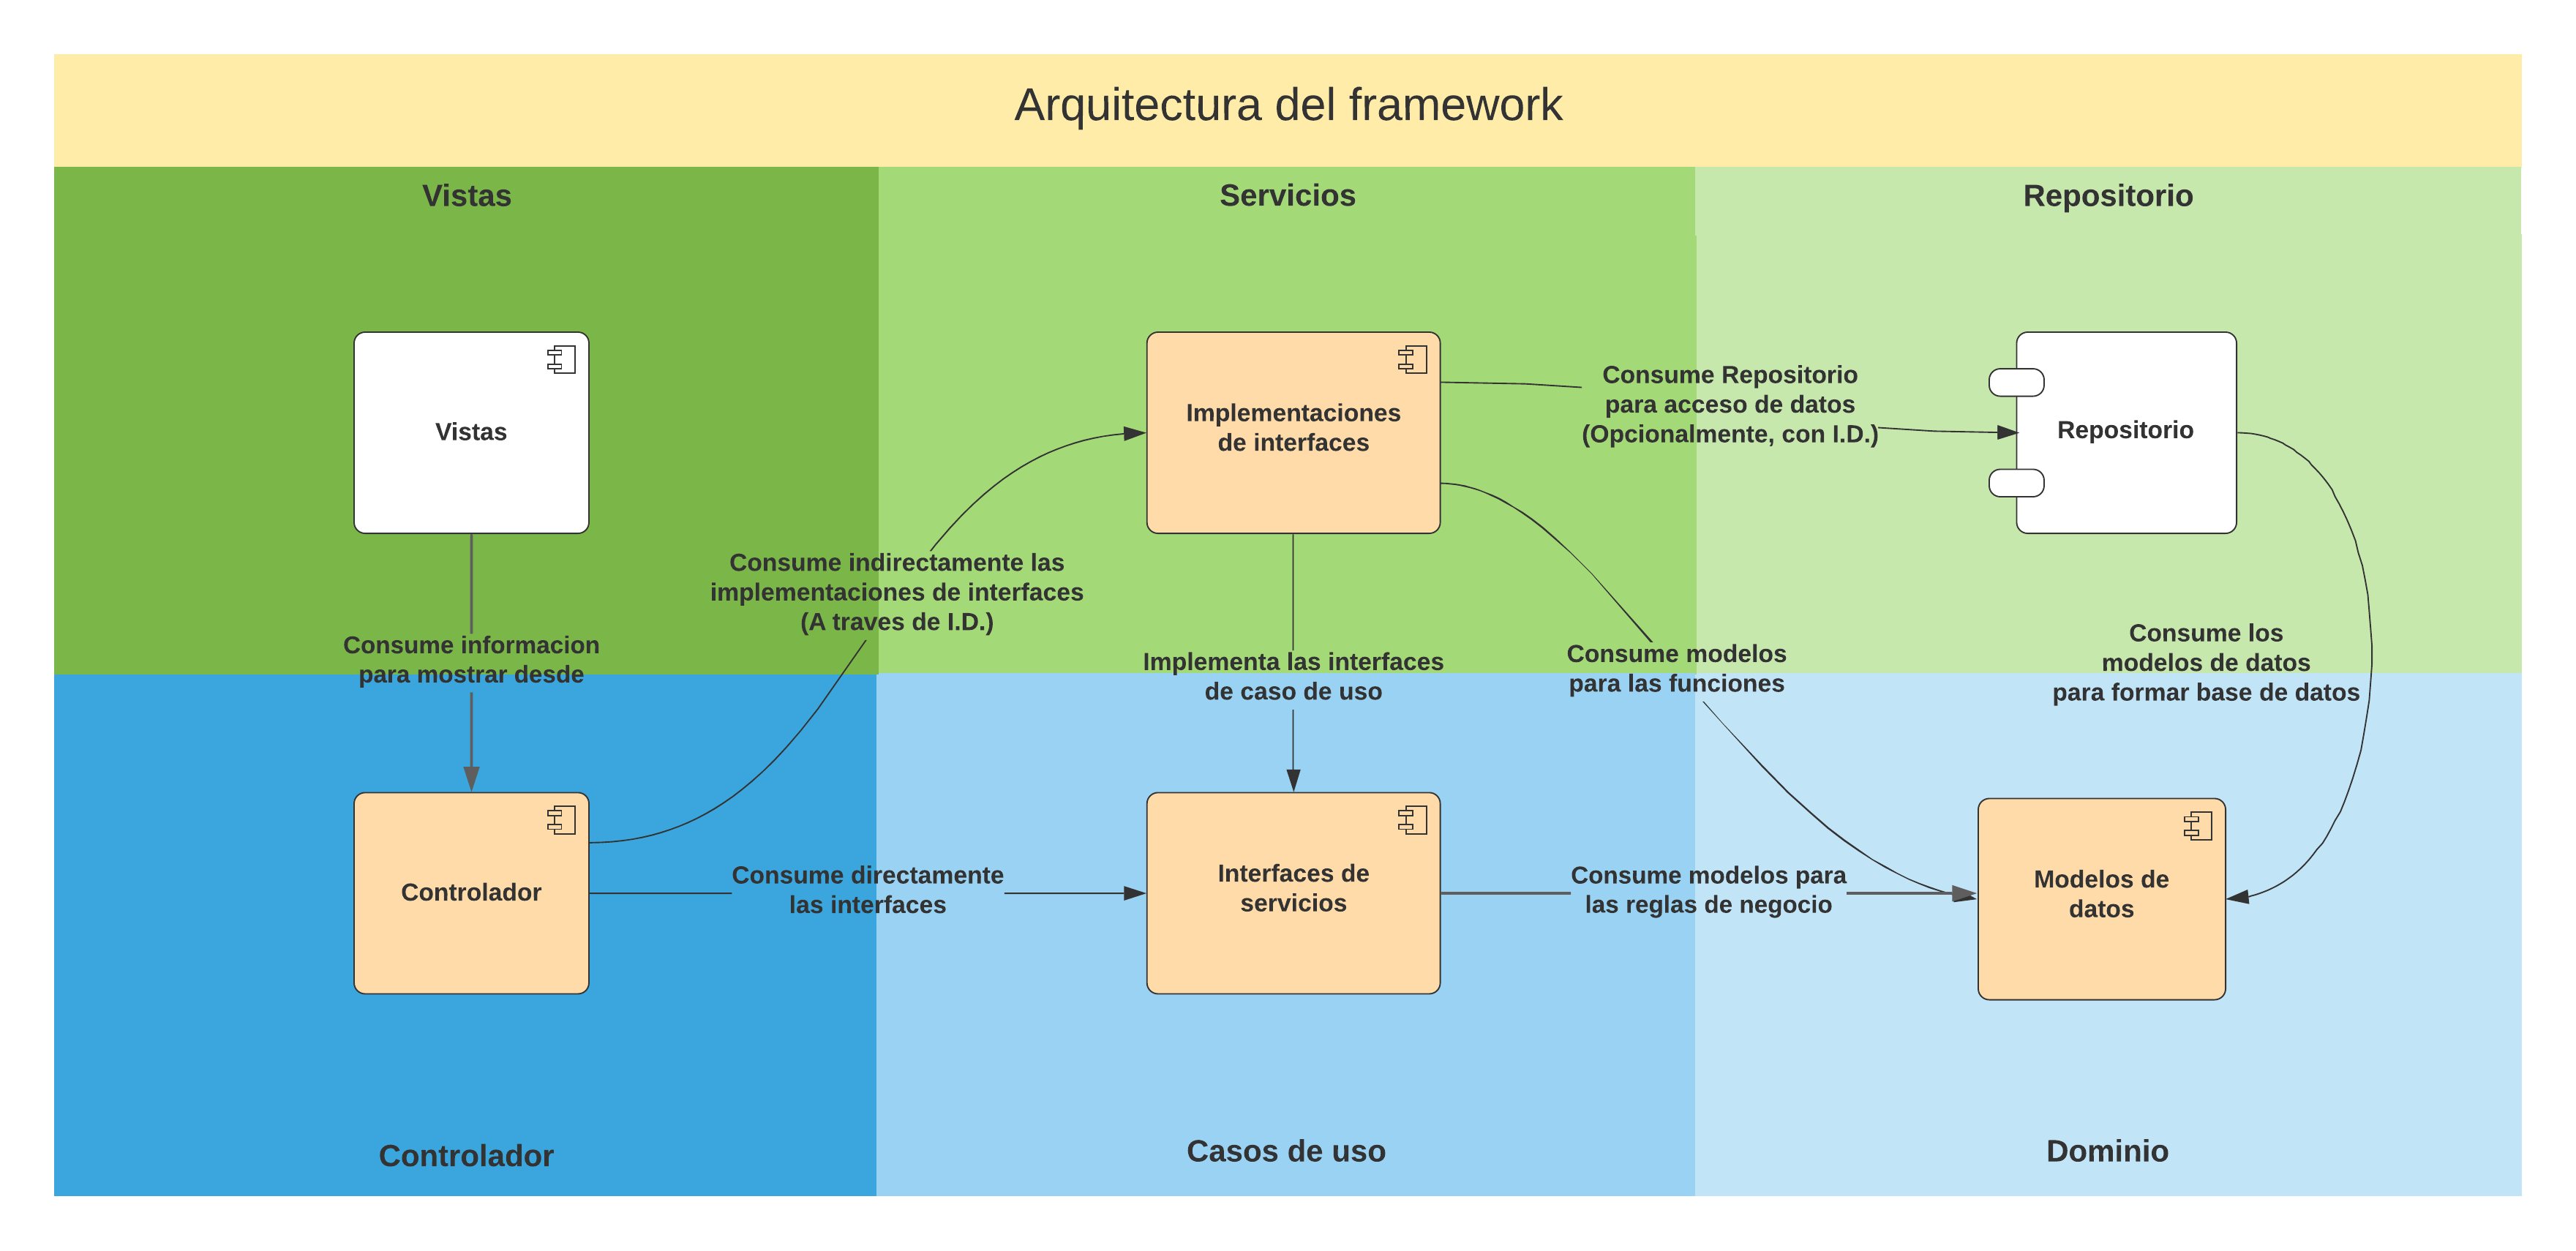 Arquitectura del framework
Vistas
Servicios
Repositorio
Vistas
Implementaciones
de interfaces
Consume Repositorio
para acceso de datos
(Opcionalmente, con I.D.)
Repositorio
Consume indirectamente las
implementaciones de interfaces
(A traves de I.D.)
Consume informacion
para mostrar desde
Implementa las interfaces
de caso de uso
Consume modelos
para las funciones
Consume los
modelos de datos
para formar base de datos
Controlador
Consume directamente
las interfaces
Interfaces de
servicios
Consume modelos para
las reglas de negocio
Modelos de
datos
Controlador
Casos de uso
Dominio